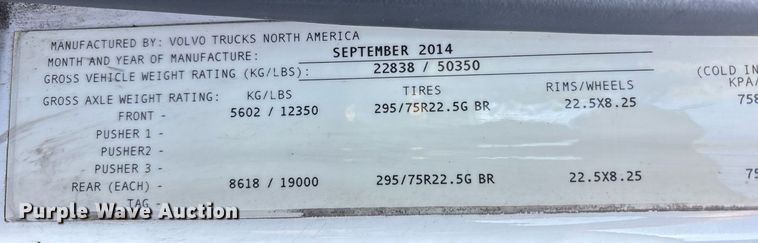 MANUFACTURED BY: VOLVO TRUCKS NORTH AMERICA
MONTH AND YEAR OF MANUFACTURE: SEPTEMBER 2014
GROSS VEHICLE WEIGHT RATING (KG/LBS): 22838 / 50350
GROSS AXLE WEIGHT RATING: KG/LBS TIRES RIMS/WHEELS (COLD IN KPA/
FRONT - 5602 / 12350 295/75R22.5G BR 22.5X8.25 758
PUSHER 1 -
PUSHER2 -
PUSHER 3 -
REAR (EACH) - 8618 / 19000 295/75R22.5G BR 22.5X8.25 75
TAG -
Purple Wave Auction